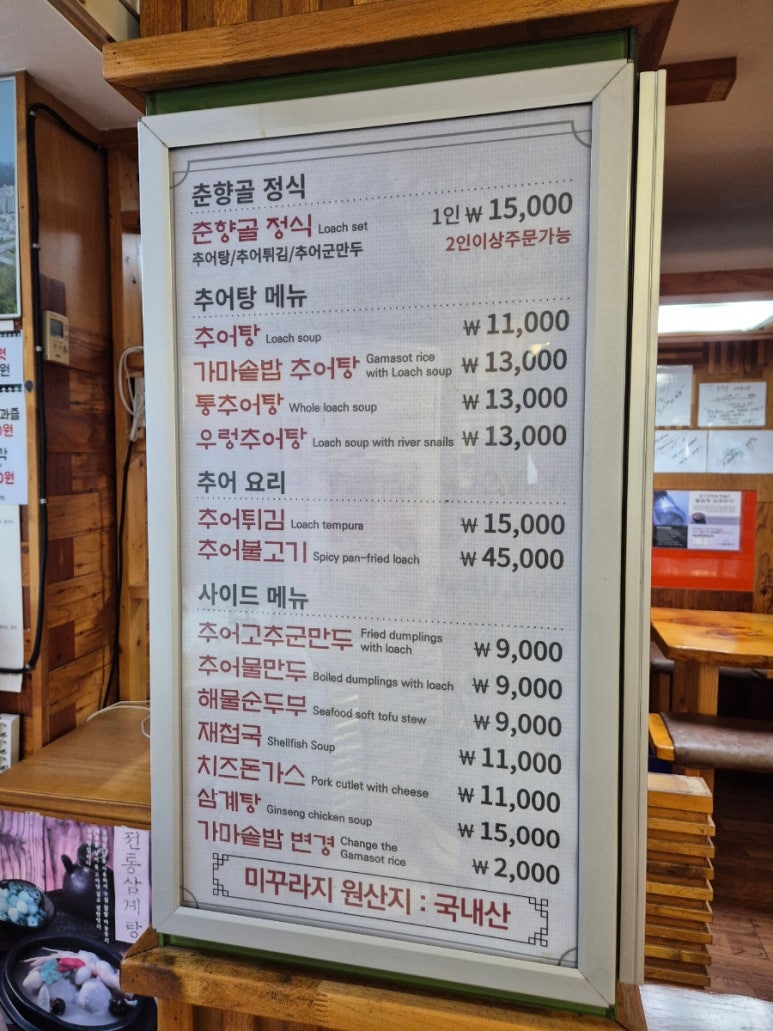 춘향골 정식
춘향골 정식 Loach set 1인 ₩ 15,000
추어탕/추어튀김/추어군만두 2인이상주문가능
추어탕 메뉴
추어탕 Loach soup ₩ 11,000
가마솥밥 추어탕 Gamasot rice with Loach soup ₩ 13,000
통추어탕 Whole loach soup ₩ 13,000
우렁추어탕 Loach soup with river snails ₩ 13,000
추어 요리
추어튀김 Loach tempura ₩ 15,000
추어불고기 Spicy pan-fried loach ₩ 45,000
사이드 메뉴
추어고추군만두 Fried dumplings with loach ₩ 9,000
추어물만두 Boiled dumplings with loach ₩ 9,000
해물순두부 Seafood soft tofu stew ₩ 9,000
재첩국 Shellfish Soup ₩ 11,000
치즈돈가스 Pork cutlet with cheese ₩ 11,000
삼계탕 Ginseng chicken soup ₩ 15,000
가마솥밥 변경 Change the Gamasot rice ₩ 2,000
미꾸라지 원산지 : 국내산
전통삼계탕